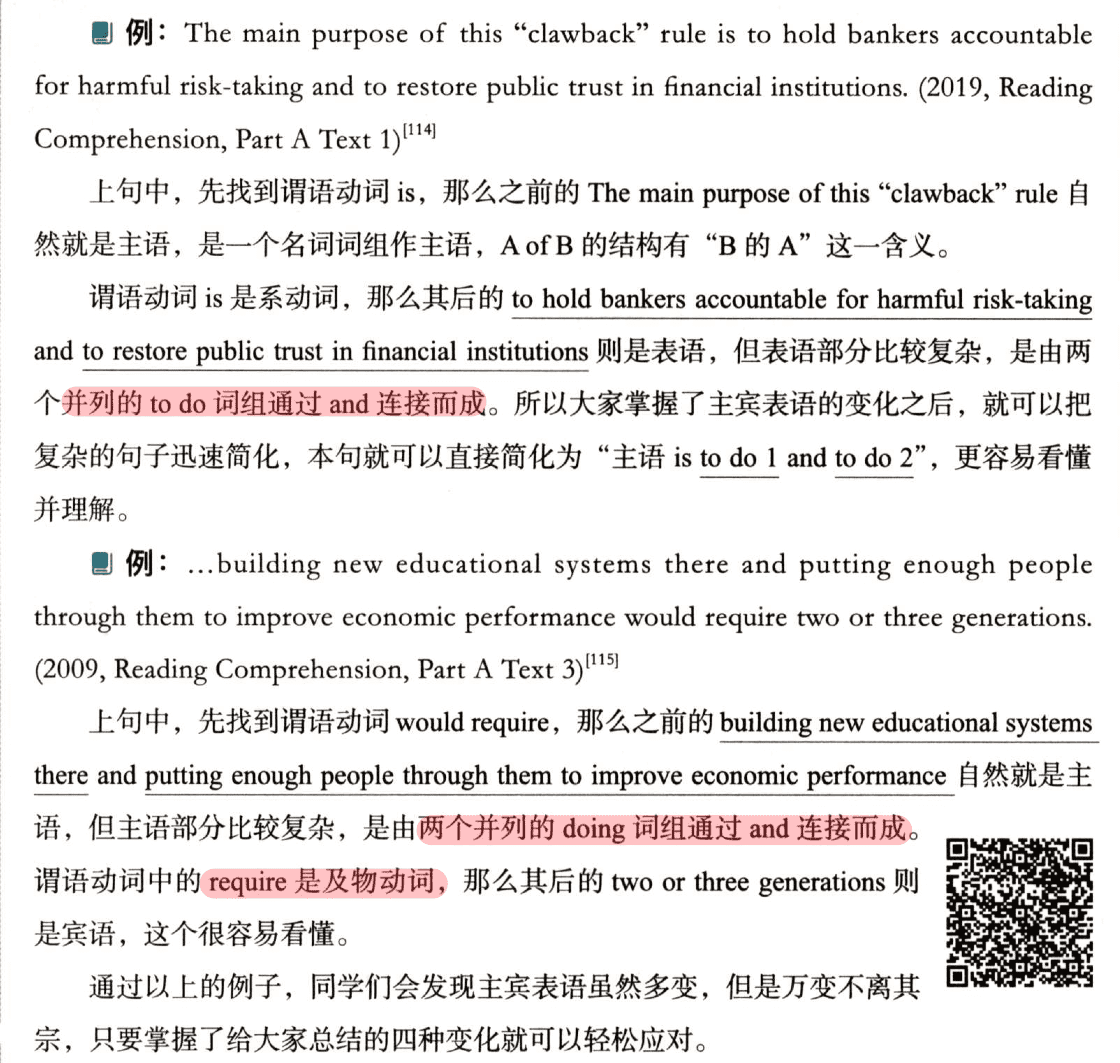 例：The main purpose of this “clawback” rule is to hold bankers accountable
for harmful risk-taking and to restore public trust in financial institutions. (2019, Reading
Comprehension, Part A Text 1)[114]
上句中，先找到谓语动词 is，那么之前的 The main purpose of this “clawback” rule 自
然就是主语，是一个名词词组作主语，A of B 的结构有“B 的 A”这一含义。
谓语动词 is 是系动词，那么其后的 to hold bankers accountable for harmful risk-taking
and to restore public trust in financial institutions 则是表语，但表语部分比较复杂，是由两
个并列的 to do 词组通过 and 连接而成。所以大家掌握了主宾表语的变化之后，就可以把
复杂的句子迅速简化，本句就可以直接简化为“主语 is to do 1 and to do 2”，更容易看懂
并理解。
例：…building new educational systems there and putting enough people
through them to improve economic performance would require two or three generations.
(2009, Reading Comprehension, Part A Text 3)[115]
上句中，先找到谓语动词 would require，那么之前的 building new educational systems
there and putting enough people through them to improve economic performance 自然就是主
语，但主语部分比较复杂，是由两个并列的 doing 词组通过 and 连接而成。
谓语动词中的 require 是及物动词，那么其后的 two or three generations 则
是宾语，这个很容易看懂。
通过以上的例子，同学们会发现主宾表语虽然多变，但是万变不离其
宗，只要掌握了给大家总结的四种变化就可以轻松应对。